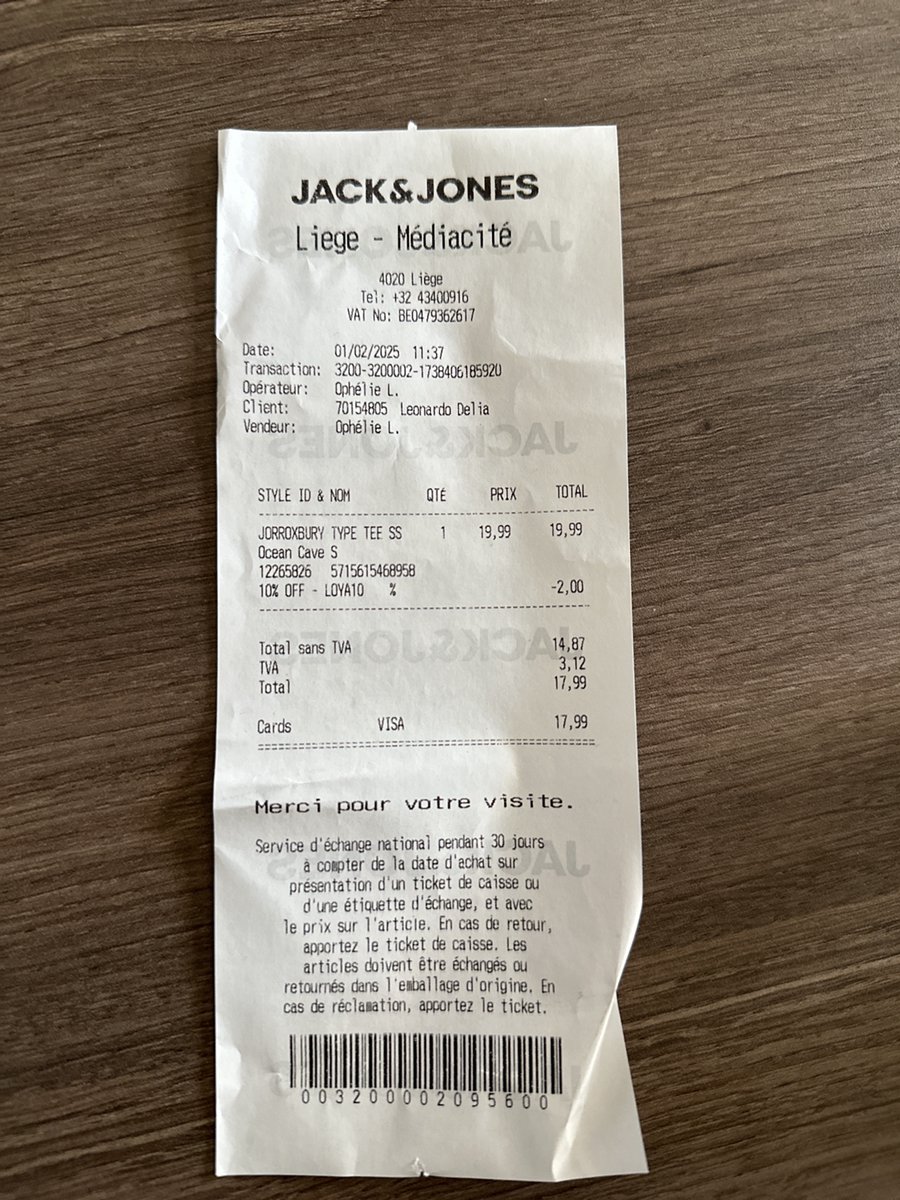 JACK&JONES
Liege - Médiacité
4020 Liège
Tel: +32 43400916
VAT No: BE0479362617
Date: 01/02/2025 11:37
Transaction: 3200-3200002-1738406185920
Opérateur: Ophélie L.
Client: 70154805 Leonardo Delia
Vendeur: Ophélie L.
STYLE ID & NOM QTÉ PRIX TOTAL
JORROXBURY TYPE TEE SS 1 19,99 19,99
Ocean Cave S
12265826 5715615468958
10% OFF - LOYA10 % -2,00
Total sans TVA 14,87
TVA 3,12
Total 17,99
Cards VISA 17,99
Merci pour votre visite.
Service d'échange national pendant 30 jours
à compter de la date d'achat sur
présentation d'un ticket de caisse ou
d'une étiquette d'échange, et avec
le prix sur l'article. En cas de retour,
apportez le ticket de caisse. Les
articles doivent être échangés ou
retournés dans l'emballage d'origine. En
cas de réclamation, apportez le ticket.
003200002095600